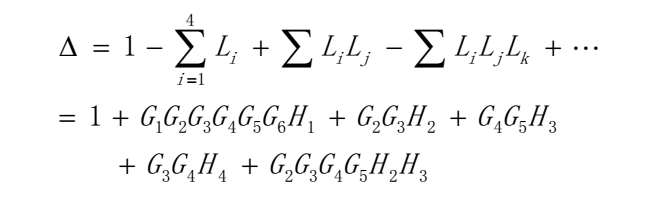 Δ = 1 − ∑_{i=1}^{4} L_i + ∑ L_i L_j − ∑ L_i L_j L_k + ⋯
= 1 + G_1G_2G_3G_4G_5G_6H_1 + G_2G_3H_2 + G_4G_5H_3
+ G_3G_4H_4 + G_2G_3G_4G_5H_2H_3